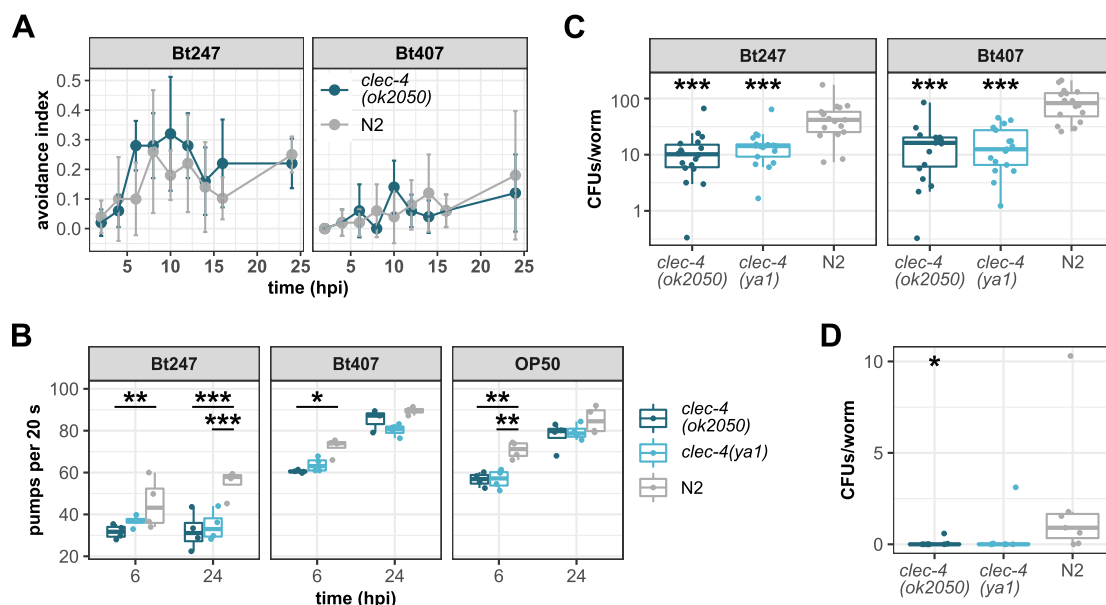 A
Bt247 Bt407
avoidance index
0.5
0.4
0.3
0.2
0.1
0.0
clec-4
(ok2050)
N2
5 10 15 20 25 5 10 15 20 25
time (hpi)
C
Bt247 Bt407
CFUs/worm
100
10
1
*** *** *** ***
clec-4
(ok2050)
clec-4
(ya1)
N2
clec-4
(ok2050)
clec-4
(ya1)
N2
B
Bt247 Bt407 OP50
pumps per 20 s
100
80
60
40
20
** *** *** * ** **
6 24 6 24 6 24
time (hpi)
clec-4
(ok2050)
clec-4(ya1)
N2
D
CFUs/worm
10
5
0
*
clec-4
(ok2050)
clec-4
(ya1)
N2